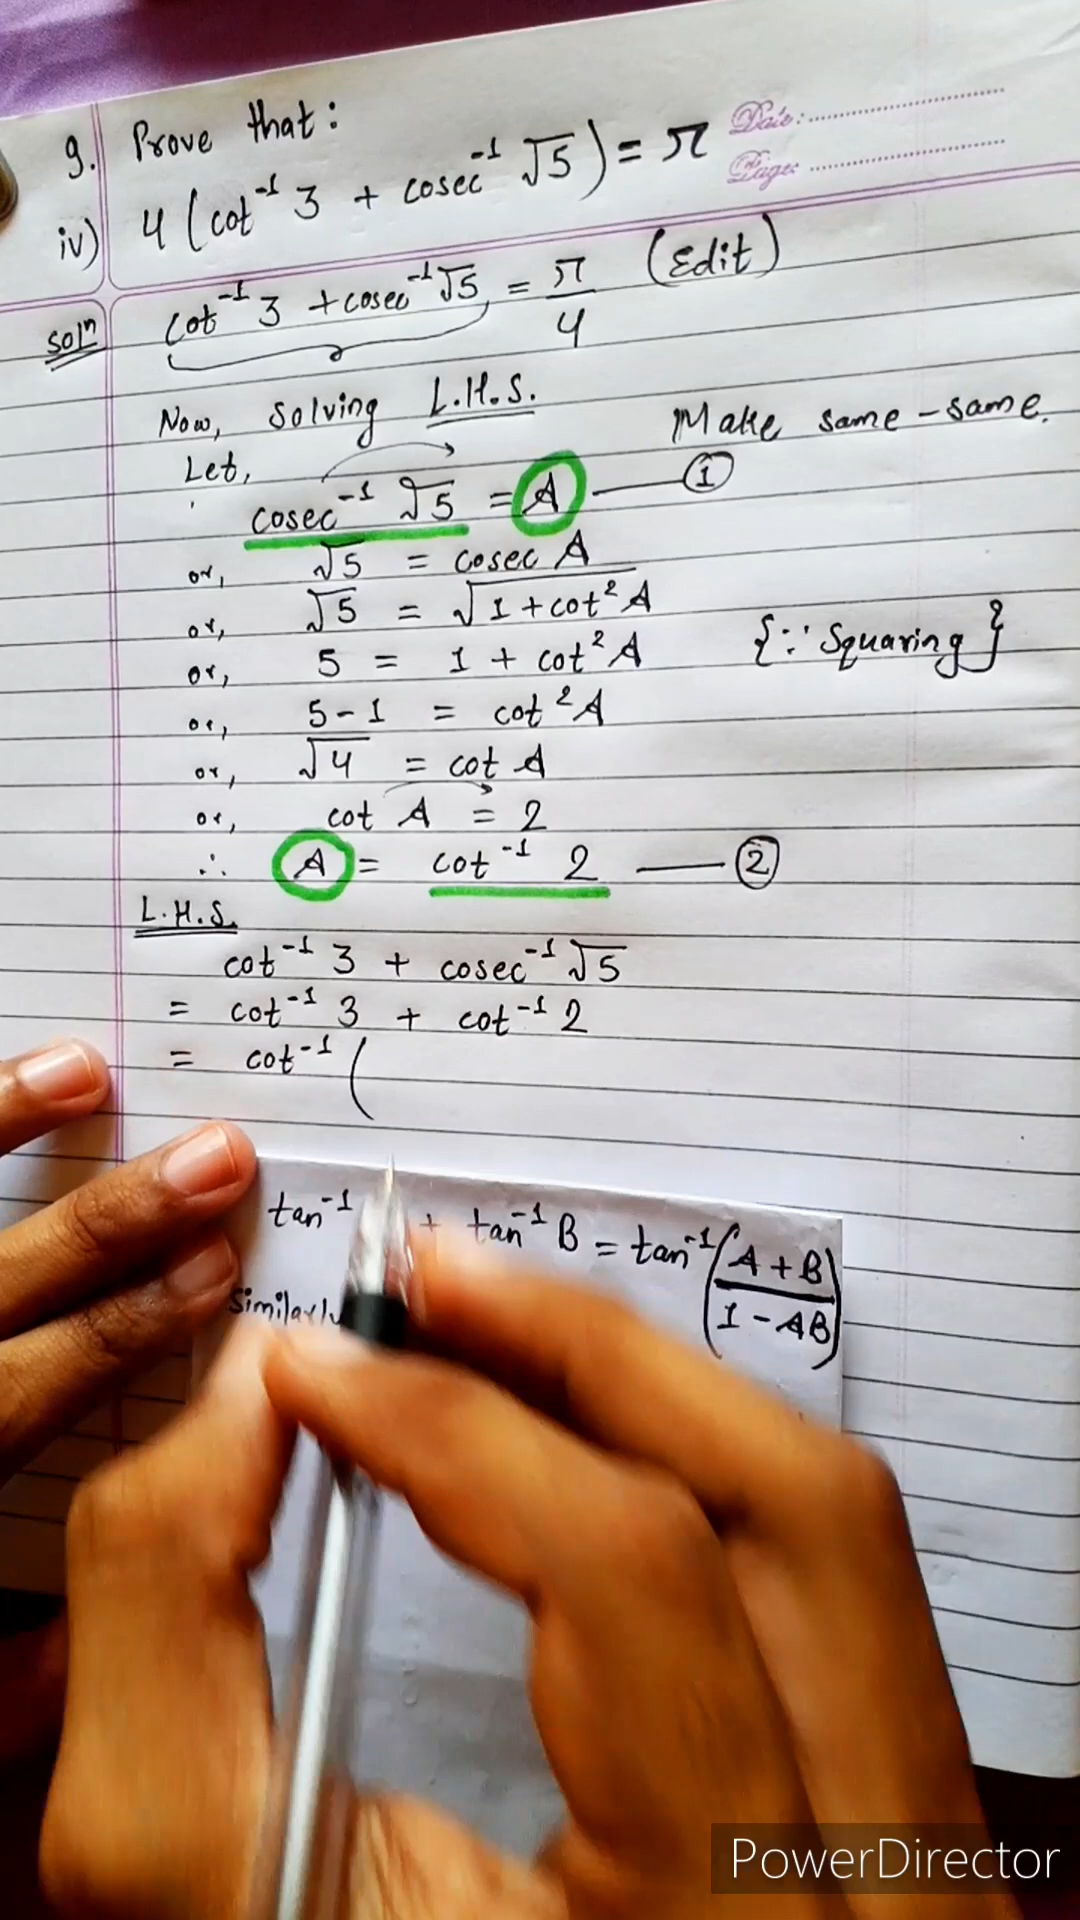 9. Prove that:
Date:
iv) 4(cot⁻¹ 3 + cosec⁻¹ √5) = π
Page:
soln cot⁻¹ 3 + cosec⁻¹ √5 = π/4 (Edit)
Now, Solving L.H.S.
Make same-same.
Let,
cosec⁻¹ √5 = A —— ①
or, √5 = cosec A
or, √5 = √(1 + cot² A)
or, 5 = 1 + cot² A {∵ Squaring}
or, 5 - 1 = cot² A
or, √4 = cot A
or, cot A = 2
∴ A = cot⁻¹ 2 —— ②
L.H.S.
cot⁻¹ 3 + cosec⁻¹ √5
= cot⁻¹ 3 + cot⁻¹ 2
= cot⁻¹ (
tan⁻¹ + tan⁻¹ B = tan⁻¹ (A + B / 1 - AB)
Similarly
PowerDirector